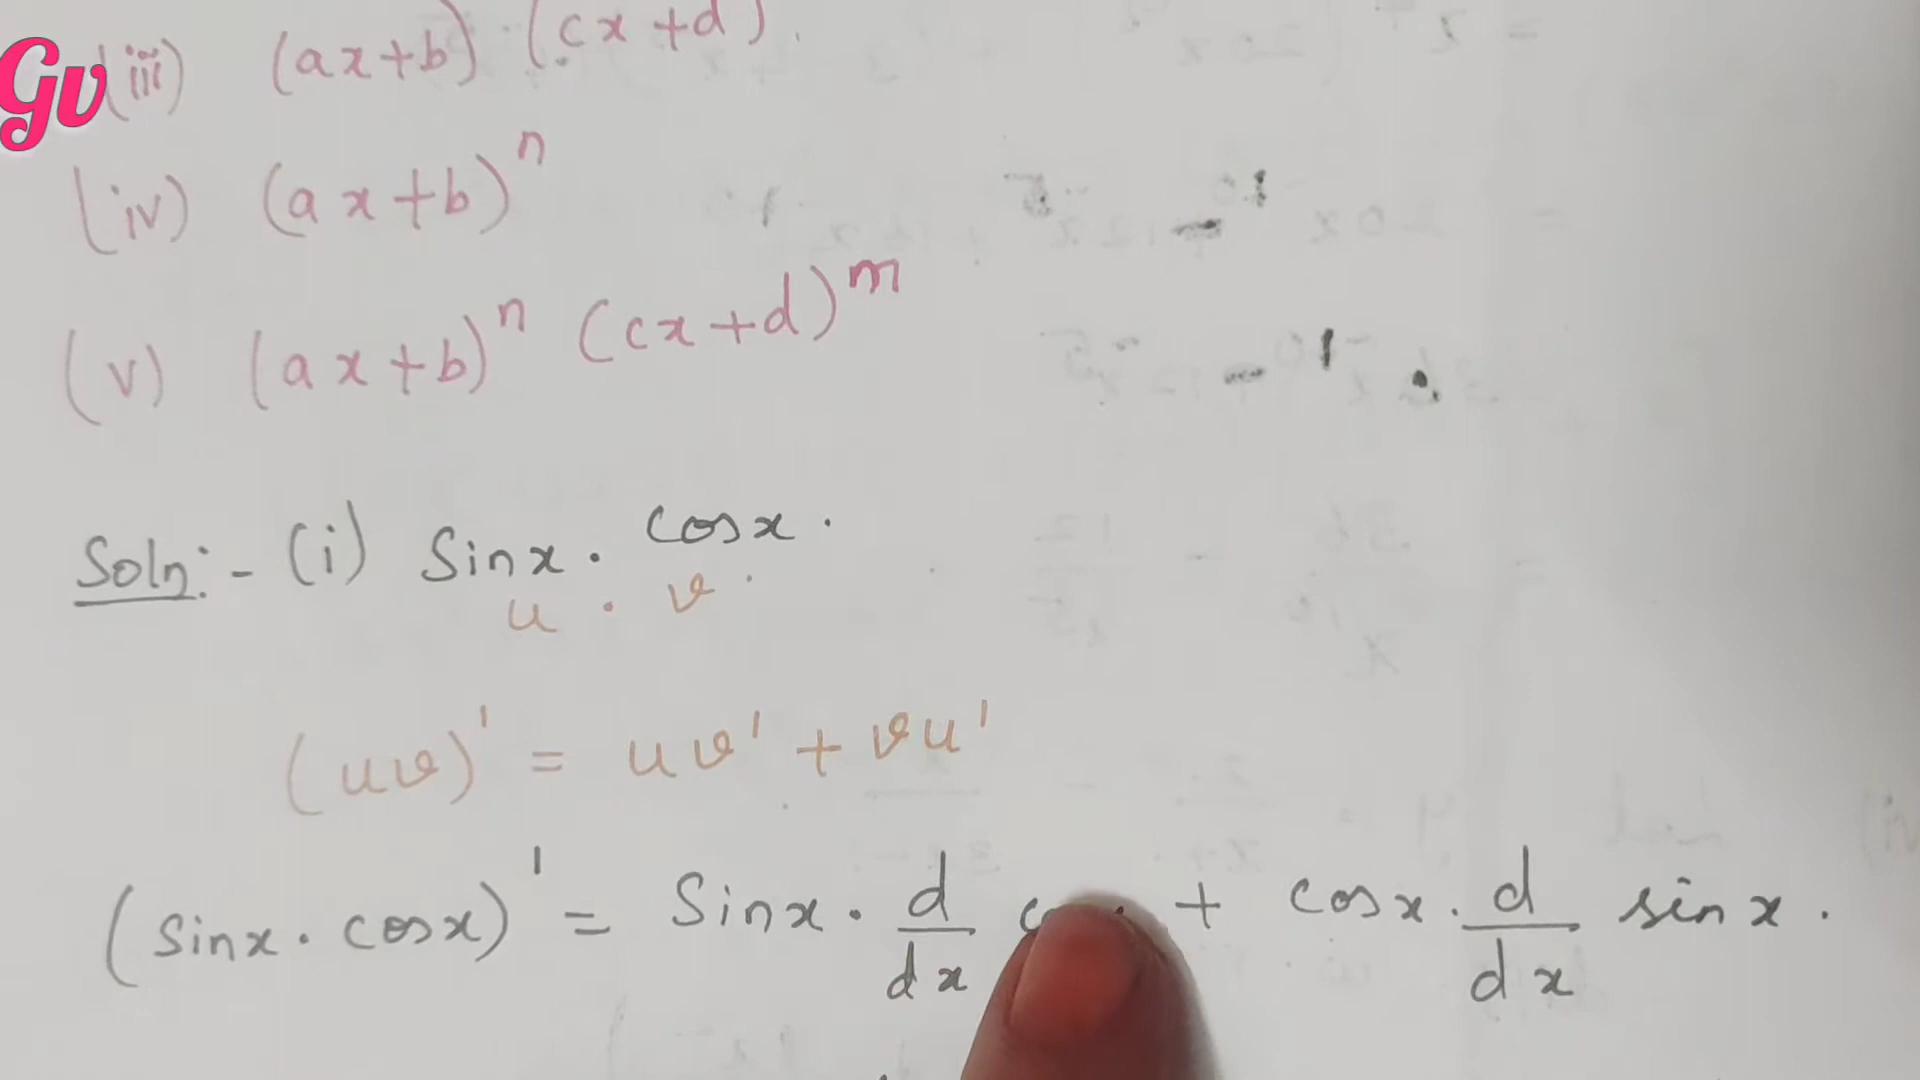 Gv
(iii) (ax+b) (cx+d).
(iv) (ax+b)ⁿ
(v) (ax+b)ⁿ (cx+d)ᵐ
Soln:- (i) Sinx . cosx .
u . v .
(uv)' = uv' + vu'
(sinx . cosx)' = Sinx . d/dx + cosx . d/dx sinx .